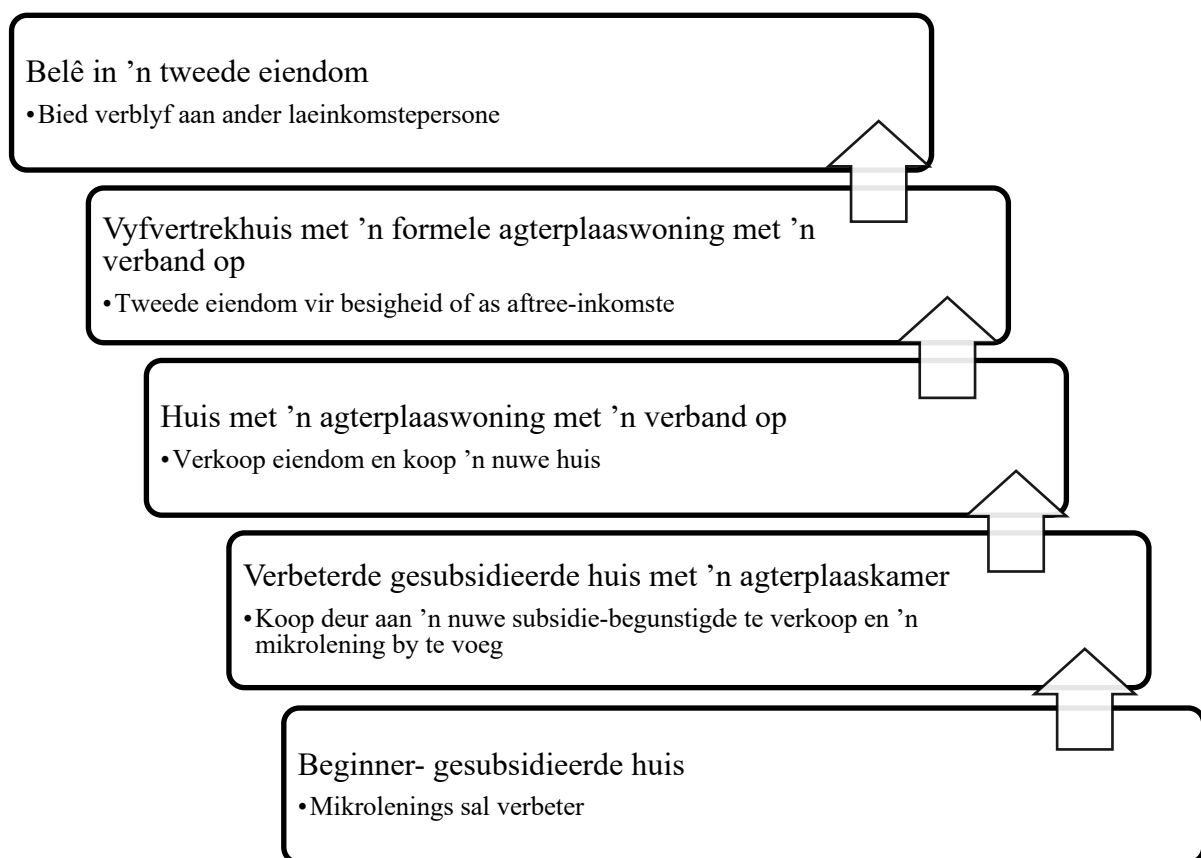 Belê in ’n tweede eiendom
•Bied verblyf aan ander laeinkomstepersone
Vyfvertrekhuis met ’n formele agterplaaswoning met ’n
verband op
•Tweede eiendom vir besigheid of as aftree-inkomste
Huis met ’n agterplaaswoning met ’n verband op
•Verkoop eiendom en koop ’n nuwe huis
Verbeterde gesubsidieerde huis met ’n agterplaaskamer
•Koop deur aan ’n nuwe subsidie-begunstigde te verkoop en ’n
mikrolening by te voeg
Beginner- gesubsidieerde huis
•Mikrolenings sal verbeter